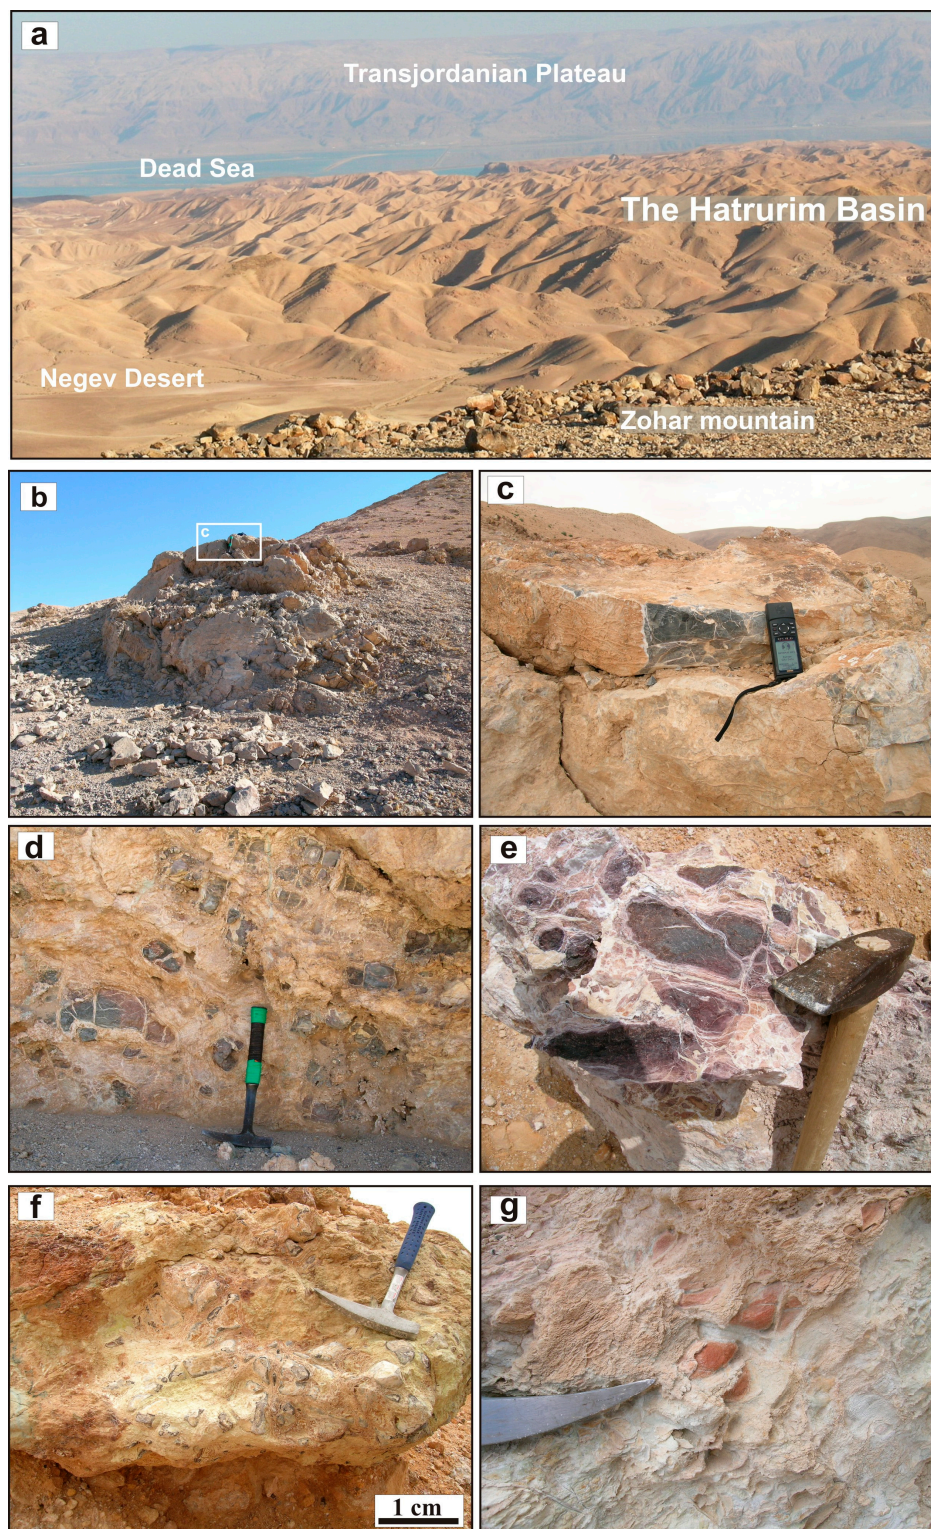 a
Transjordanian Plateau
Dead Sea
The Hatrurim Basin
Negev Desert
Zohar mountain
b
c
c
d
e
f
1 cm
g